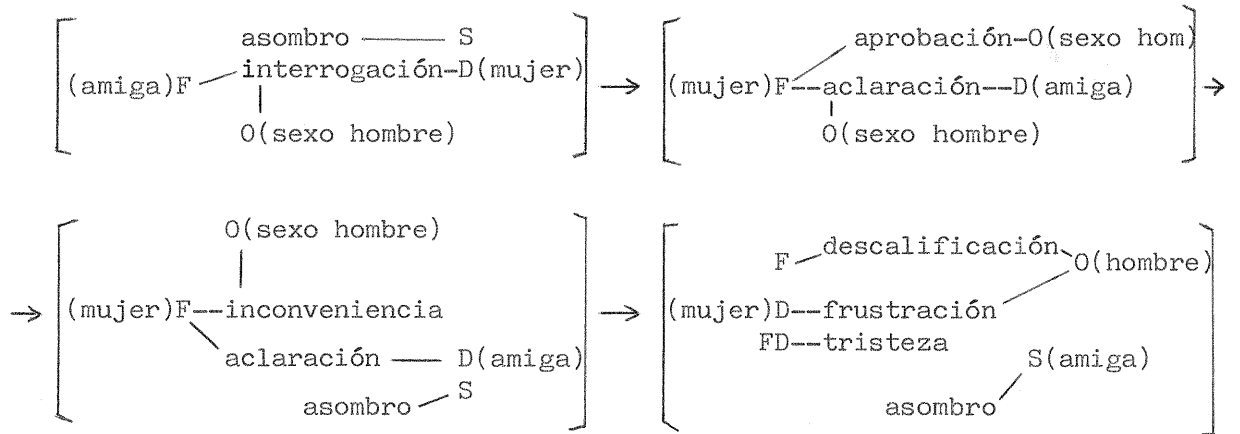 asombro —— S
(amiga)F interrogación-D(mujer)
O(sexo hombre)
→
aprobación-O(sexo hom)
(mujer)F--aclaración--D(amiga)
O(sexo hombre)
→
→
O(sexo hombre)
(mujer)F--inconveniencia
aclaración —— D(amiga)
S
asombro
→
F descalificación O(hombre)
(mujer)D--frustración
FD--tristeza
S(amiga)
asombro